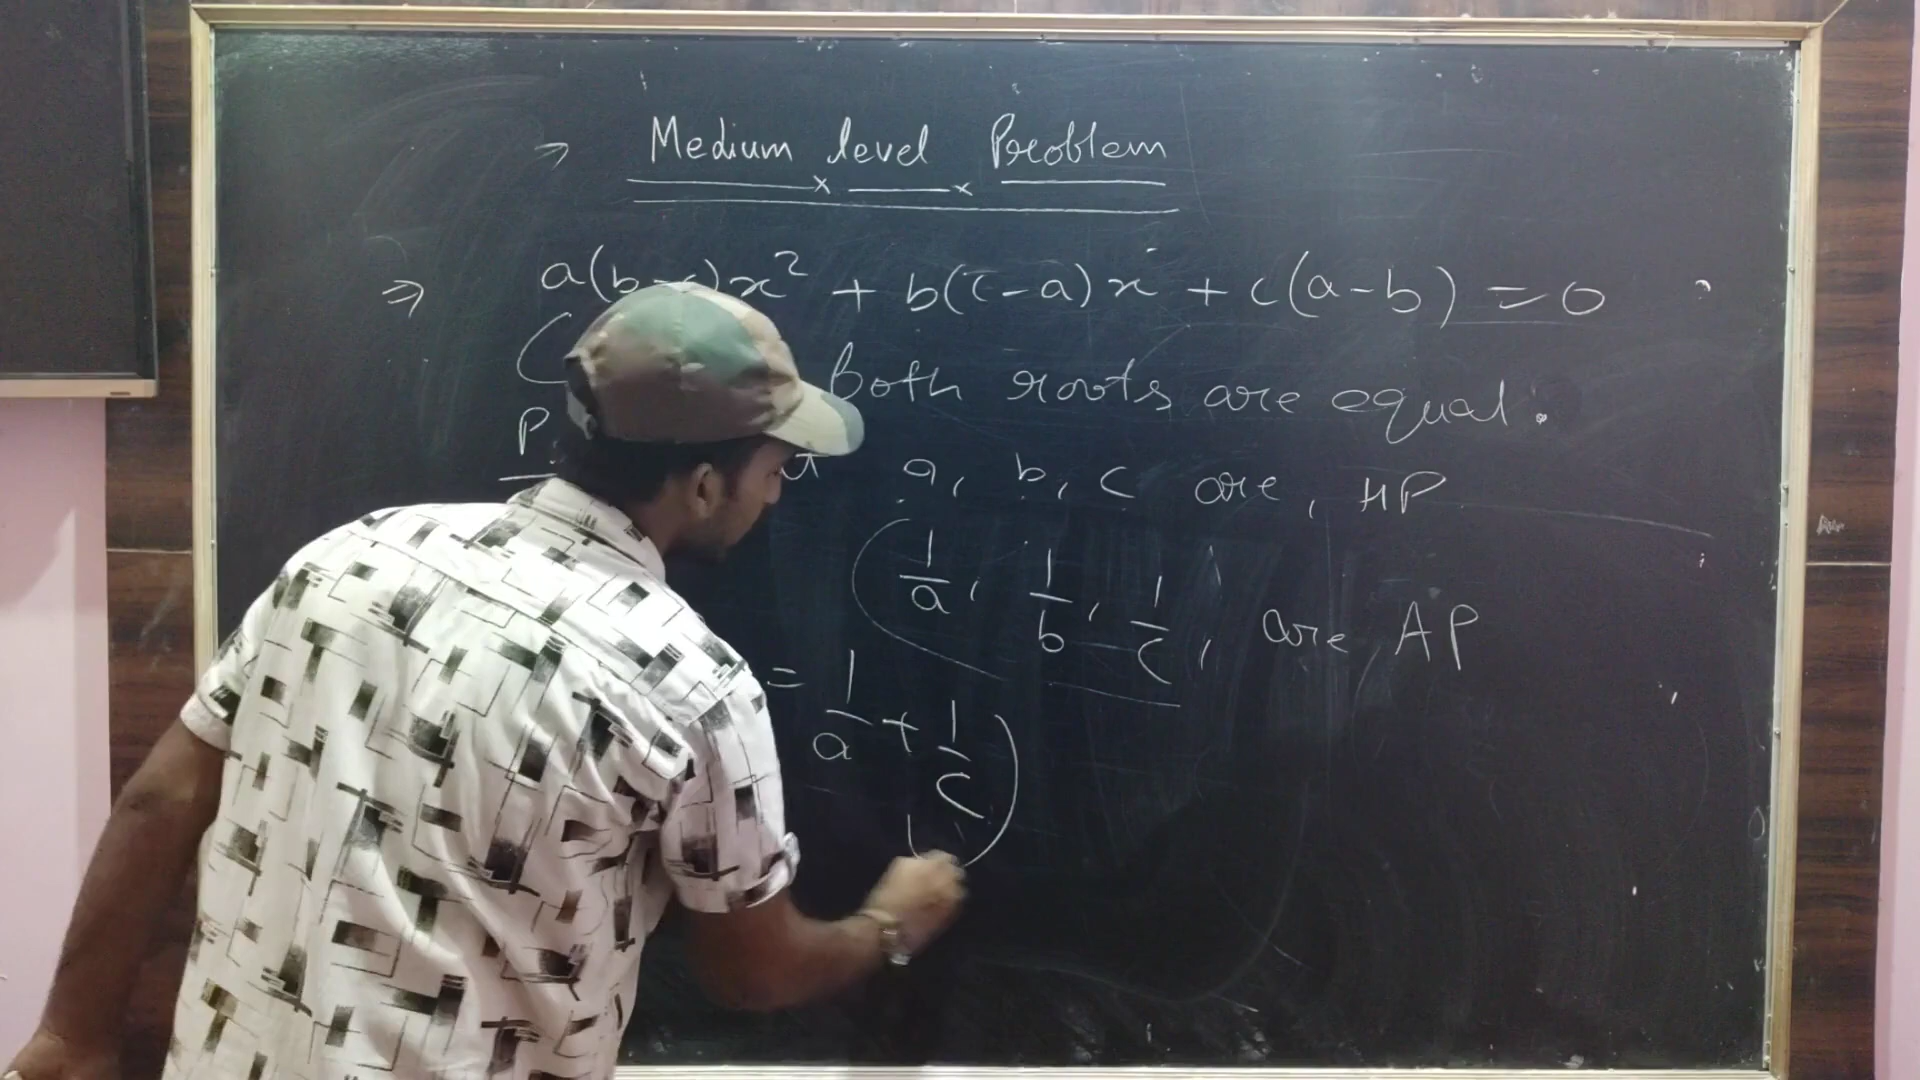 → Medium level Problem
⇒ a(b-c)x² + b(c-a)x + c(a-b) = 0
Both roots are equal.
P a, b, c are, HP
1/a, 1/b, 1/c, are AP
= 1/a + 1/c